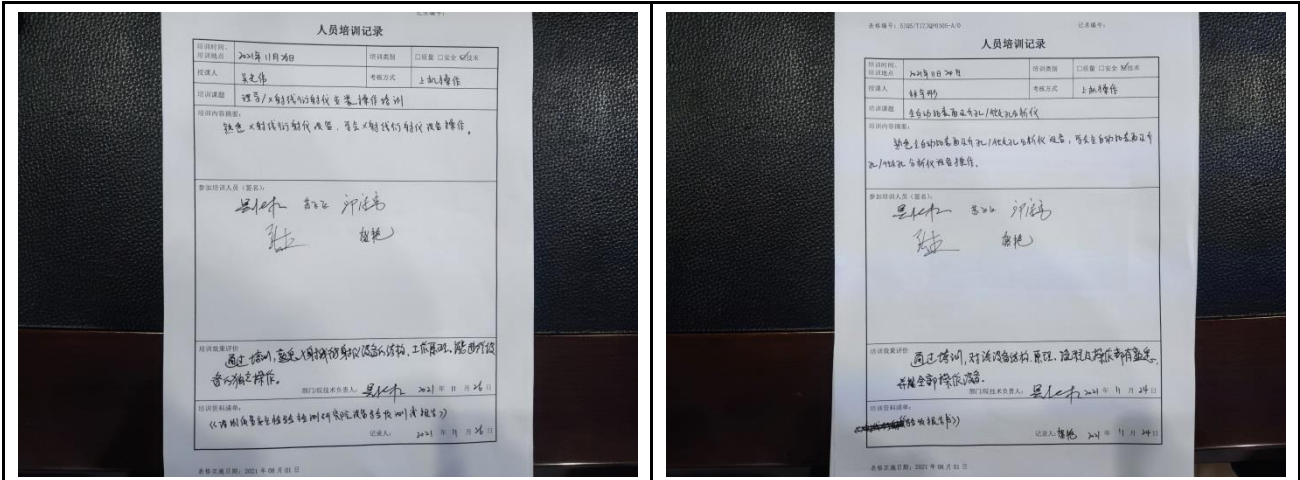 人员培训记录
培训时间、
培训地点 2021年11月26日 培训类别 □质量 □安全 ☑技术
授课人 考核方式 上机操作
培训课题 理学/X射线衍射仪安装操作培训
培训内容摘要:
熟悉X射线衍射仪设备,学会X射线衍射仪设备操作。
参加培训人员(签名):
培训效果评价
通过培训,熟悉X射线衍射仪设备的结构、工作原理、能进行设
备的独立操作。
部门/院技术负责人: 2021年11月26日
培训资料清单:
记录人: 2021年11月26日
表格实施日期:2021年08月01日
记录编号:
人员培训记录
培训时间、
培训地点 2021年11月24日 培训类别 □质量 □安全 ☑技术
授课人 考核方式 上机操作
培训课题 全自动比表面及介孔/微孔分析仪
培训内容摘要:
熟悉全自动比表面及介孔/微孔分析仪设备,学会全自动比表面及介
孔/微孔分析仪设备操作。
参加培训人员(签名):
培训效果评价
通过培训,对该设备结构、原理、流程及操作都有熟悉,
并能全部操作设备。
部门/院技术负责人: 2021年11月24日
培训资料清单:
记录人: 2021年11月24日
表格实施日期:2021年08月01日